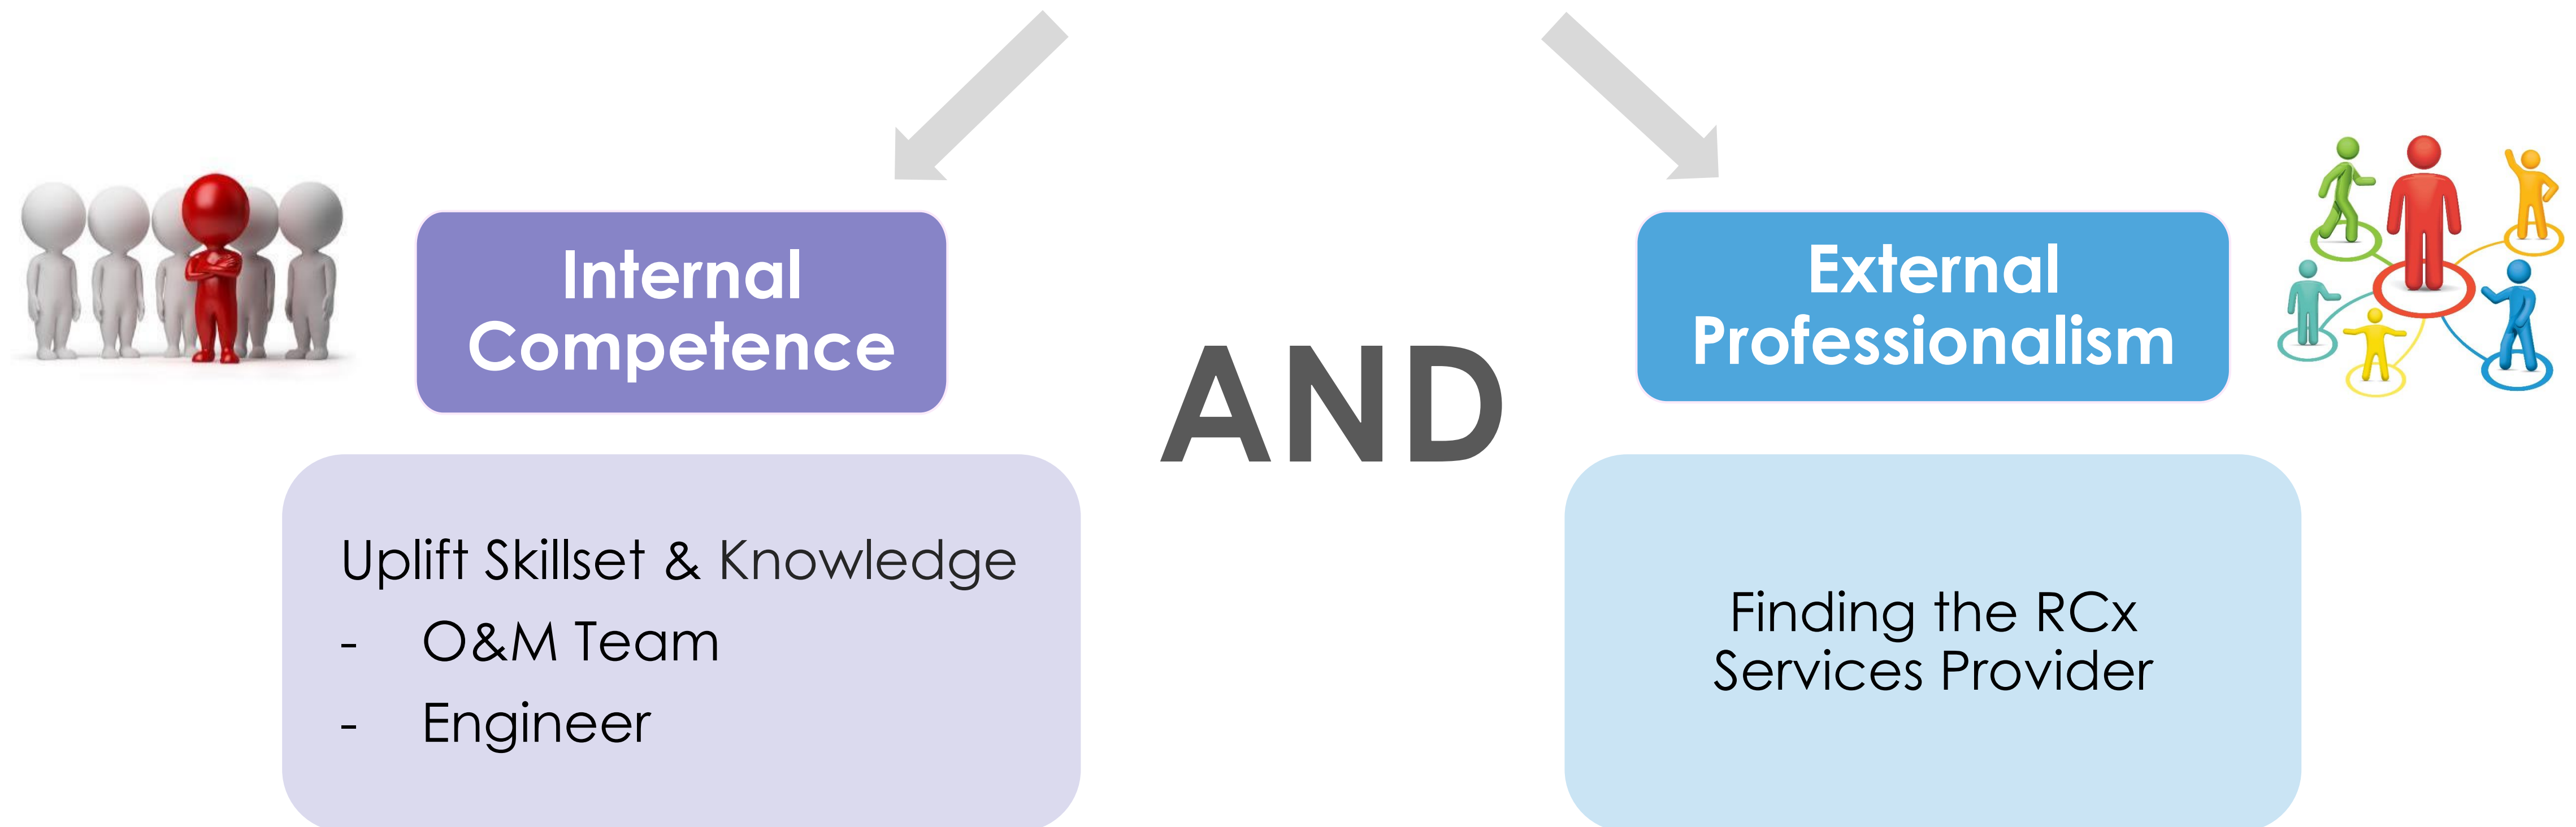 Internal
Competence
AND
External
Professionalism
Uplift Skillset & Knowledge
- O&M Team
- Engineer
Finding the RCx
Services Provider